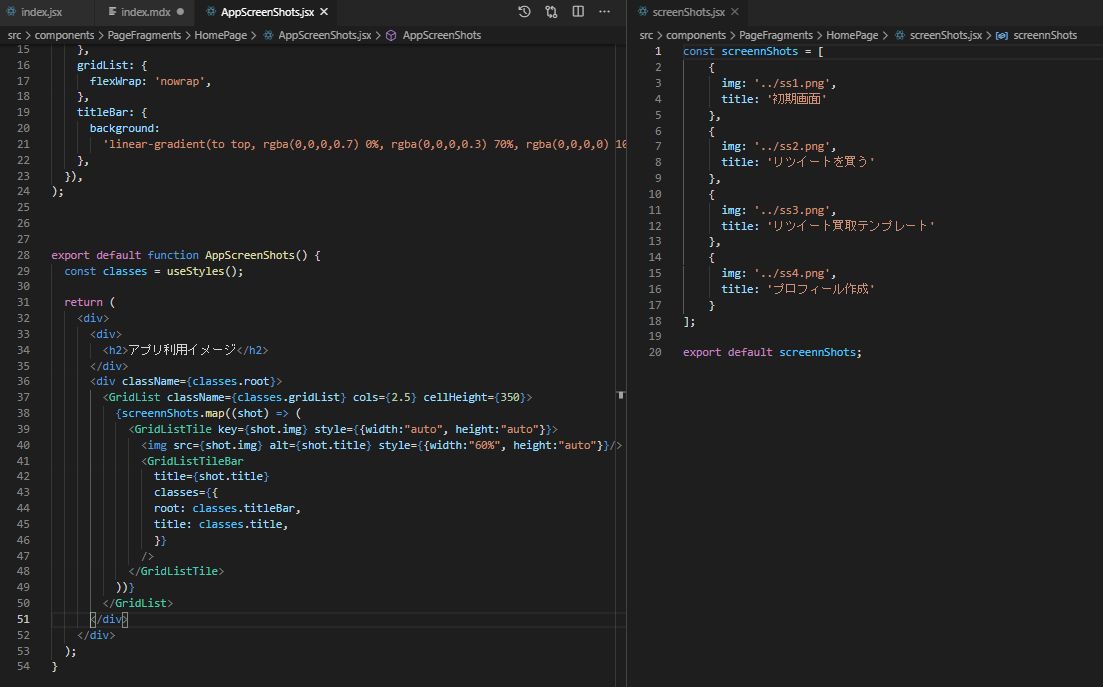 index.jsx
index.mdx
AppScreenShots.jsx
src > components > PageFragments > HomePage > AppScreenShots.jsx > AppScreenShots
15 },
16 gridList: {
17 flexWrap: 'nowrap',
18 },
19 titleBar: {
20 background:
21 'linear-gradient(to top, rgba(0,0,0,0.7) 0%, rgba(0,0,0,0.3) 70%, rgba(0,0,0,0) 10
22 },
23 }),
24 );
25
26
27
28 export default function AppScreenShots() {
29 const classes = useStyles();
30
31 return (
32 <div>
33 <div>
34 <h2>アプリ利用イメージ</h2>
35 </div>
36 <div className={classes.root}>
37 <GridList className={classes.gridList} cols={2.5} cellHeight={350}>
38 {screennShots.map((shot) => (
39 <GridListTile key={shot.img} style={{width:"auto", height:"auto"}}>
40 <img src={shot.img} alt={shot.title} style={{width:"60%", height:"auto"}}/>
41 <GridListTileBar
42 title={shot.title}
43 classes={{
44 root: classes.titleBar,
45 title: classes.title,
46 }}
47 />
48 </GridListTile>
49 ))}
50 </GridList>
51 </div>
52 </div>
53 );
54 }
screenShots.jsx
src > components > PageFragments > HomePage > screenShots.jsx > screennShots
1 const screennShots = [
2 {
3 img: '../ss1.png',
4 title: '初期画面'
5 },
6 {
7 img: '../ss2.png',
8 title: 'リツイートを買う'
9 },
10 {
11 img: '../ss3.png',
12 title: 'リツイート買取テンプレート'
13 },
14 {
15 img: '../ss4.png',
16 title: 'プロフィール作成'
17 }
18 ];
19
20 export default screennShots;